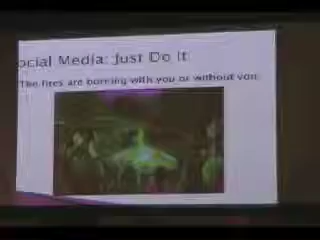 ocial Media: Just Do It
The fires are burning with you or without you.